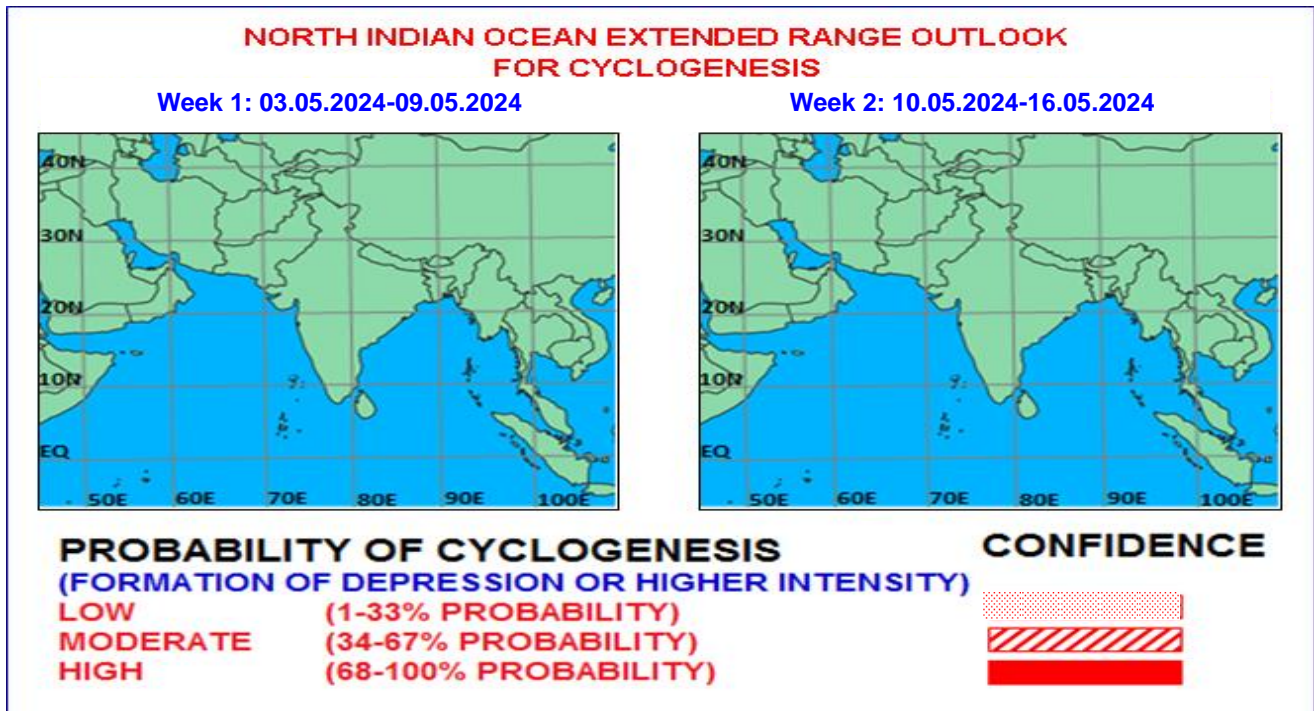 NORTH INDIAN OCEAN EXTENDED RANGE OUTLOOK
FOR CYCLOGENESIS
Week 1: 03.05.2024-09.05.2024
Week 2: 10.05.2024-16.05.2024
40N
30N
20N
10N
EQ
50E 60E 70E 80E 90E 100E
40N
30N
20N
10N
EQ
50E 60E 70E 80E 90E 100E
PROBABILITY OF CYCLOGENESIS
(FORMATION OF DEPRESSION OR HIGHER INTENSITY)
LOW (1-33% PROBABILITY)
MODERATE (34-67% PROBABILITY)
HIGH (68-100% PROBABILITY)
CONFIDENCE